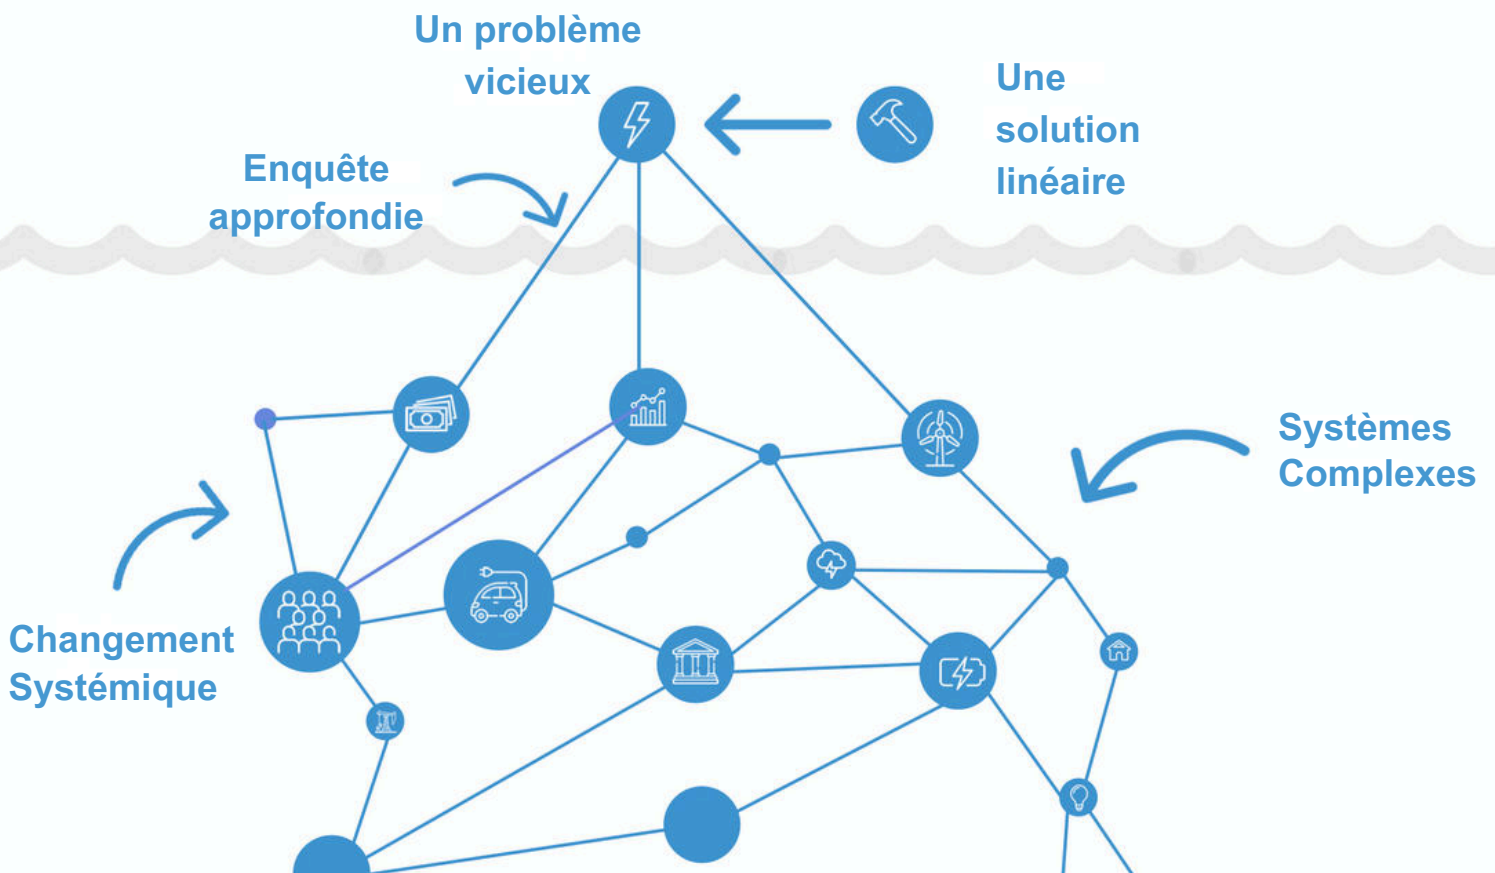 Un problème
vicieux
Une
solution
linéaire
Enquête
approfondie
Systèmes
Complexes
Changement
Systémique